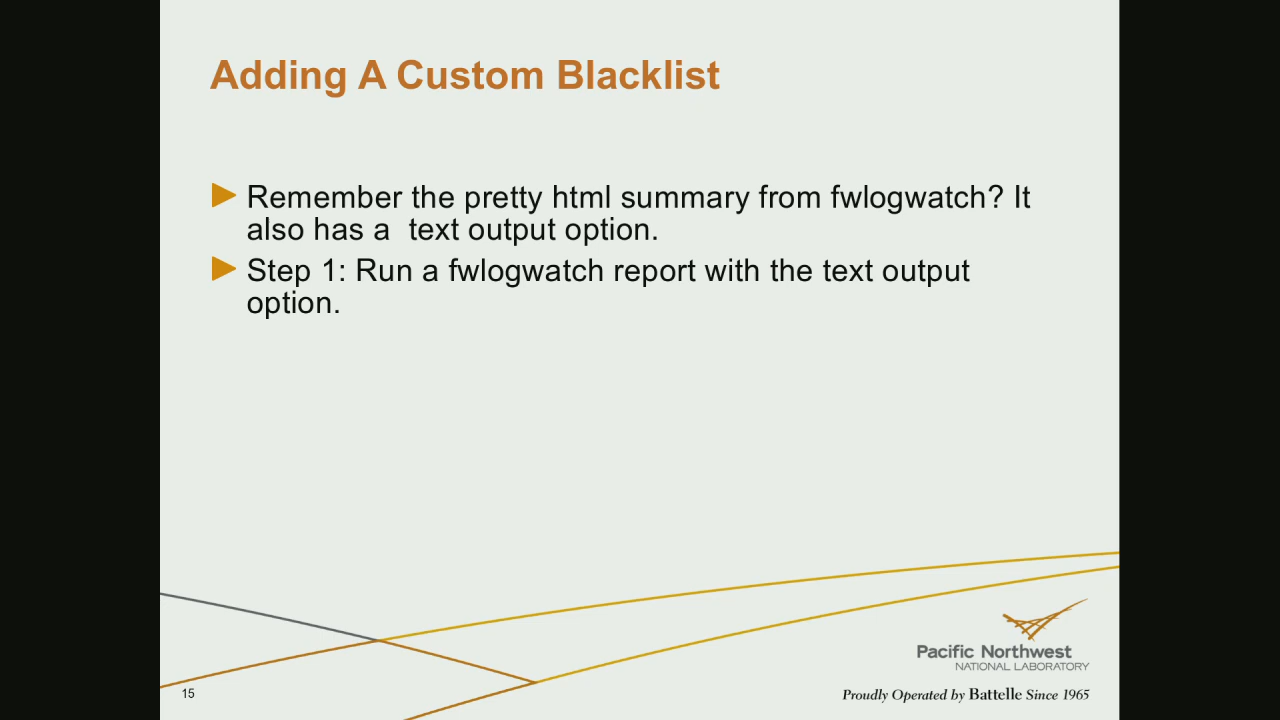 Adding A Custom Blacklist
Remember the pretty html summary from fwlogwatch? It
also has a  text output option.
Step 1: Run a fwlogwatch report with the text output
option.
Pacific Northwest
NATIONAL LABORATORY
15
Proudly Operated by Battelle Since 1965